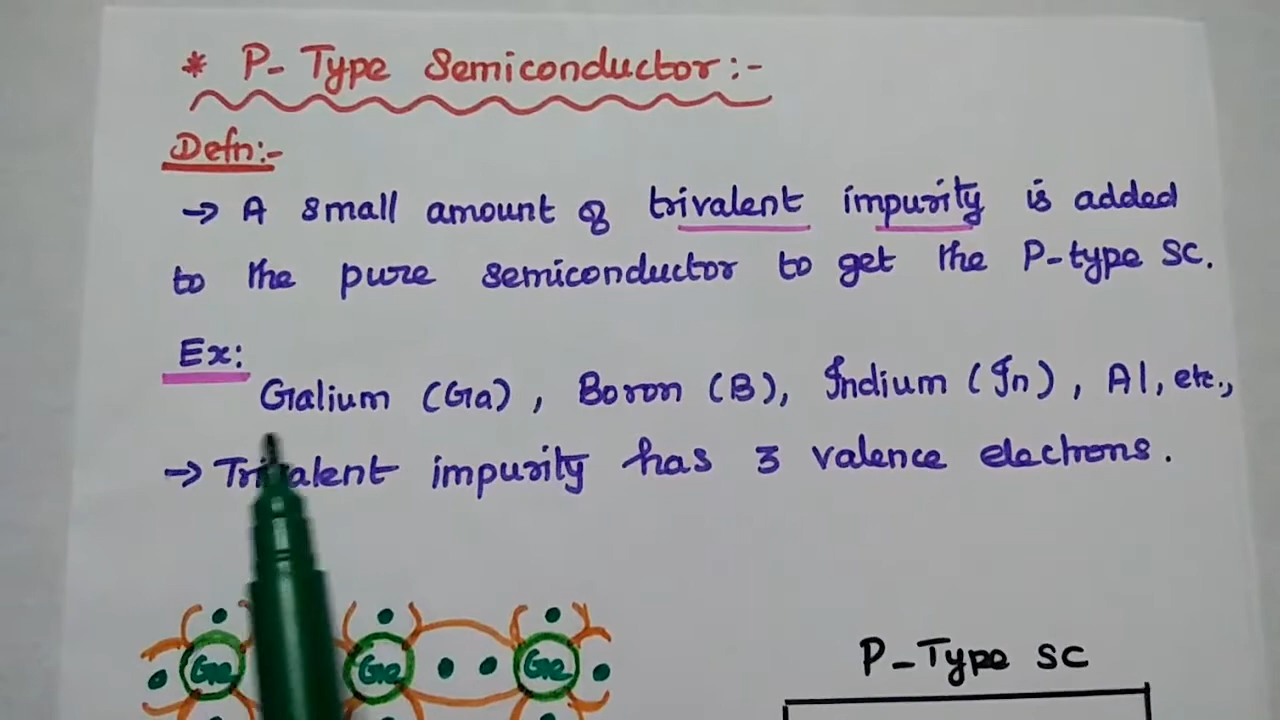 * P- Type Semiconductor:-
Defn:-
→ A small amount of trivalent impurity is added
to the pure semiconductor to get the P-type SC.
Ex:
Galium (Ga), Boron (B), Indium (In), Al, etc.,
→ Trivalent impurity has 3 valence electrons.
Ge Ge Ge
P-Type SC